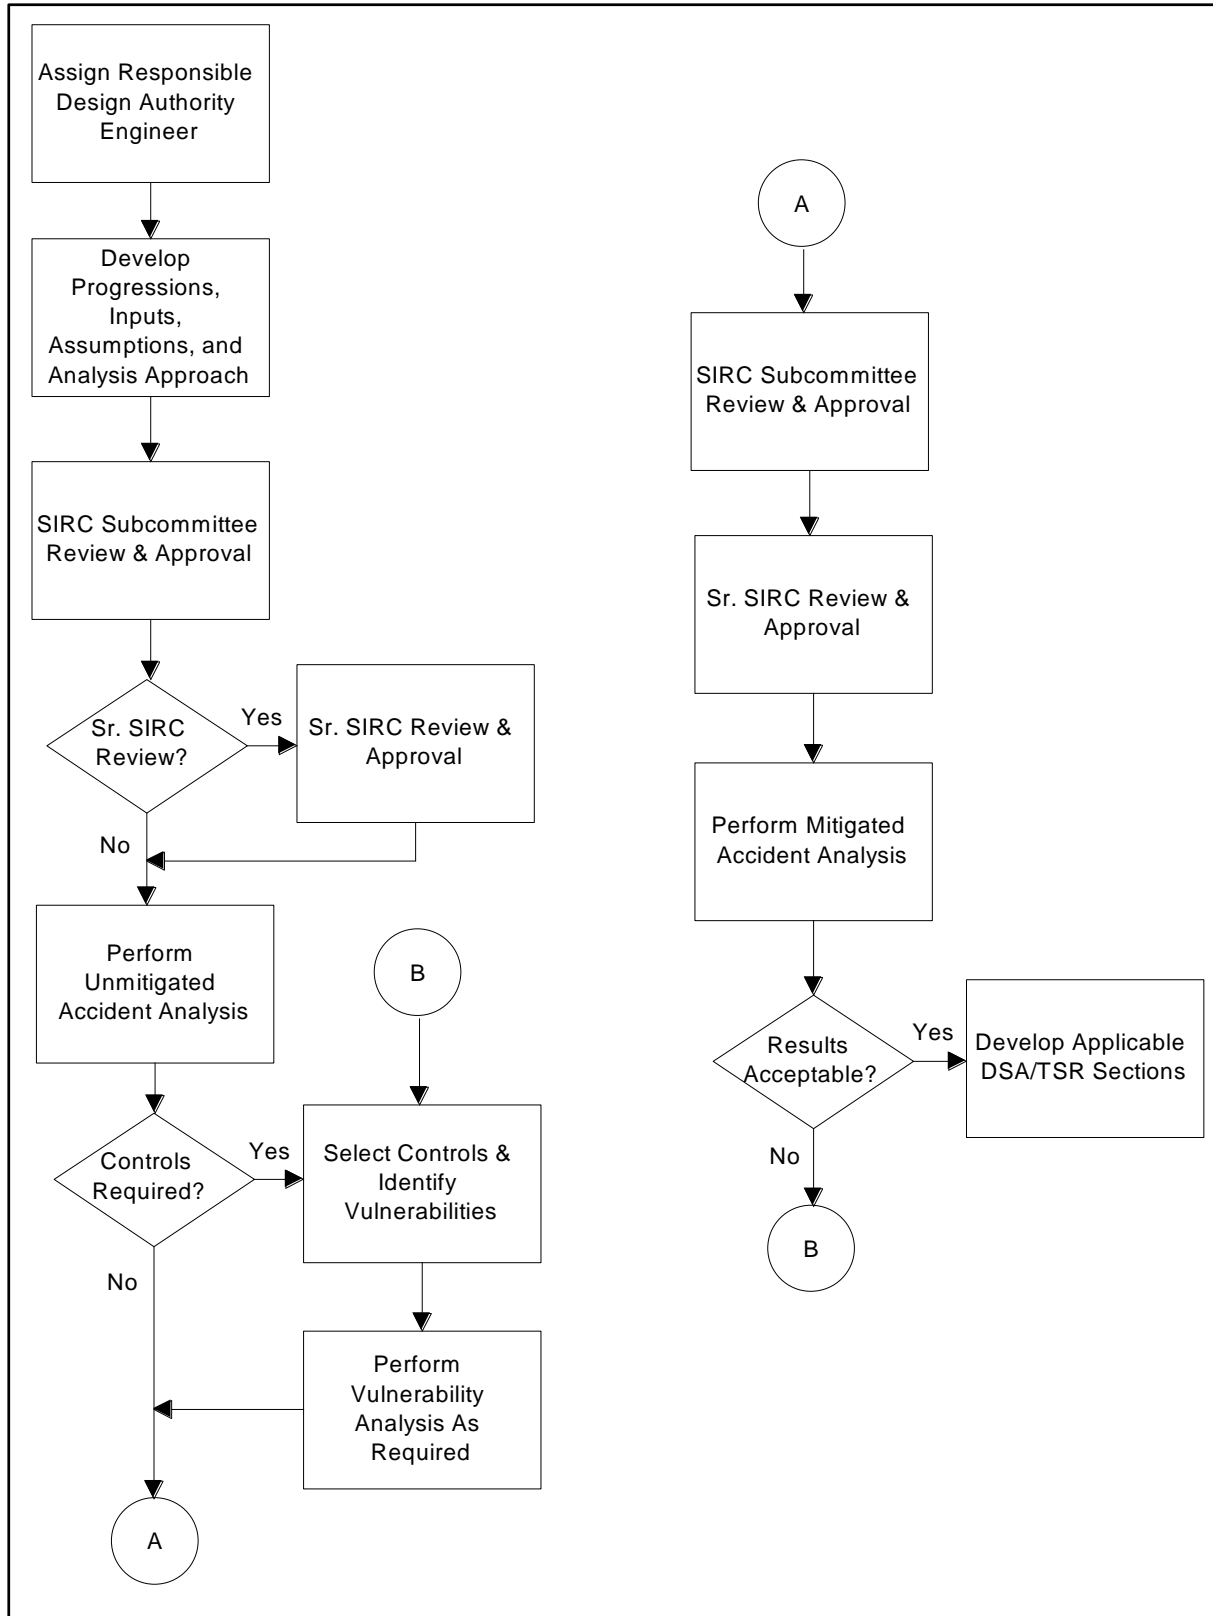 Assign Responsible
Design Authority
Engineer
Develop
Progressions,
Inputs,
Assumptions, and
Analysis Approach
SIRC Subcommittee
Review & Approval
Sr. SIRC
Review?
Yes
Sr. SIRC Review &
Approval
No
Perform
Unmitigated
Accident Analysis
B
Controls
Required?
Yes
Select Controls &
Identify
Vulnerabilities
No
Perform
Vulnerability
Analysis As
Required
A
A
SIRC Subcommittee
Review & Approval
Sr. SIRC Review &
Approval
Perform Mitigated
Accident Analysis
Results
Acceptable?
Yes
Develop Applicable
DSA/TSR Sections
No
B